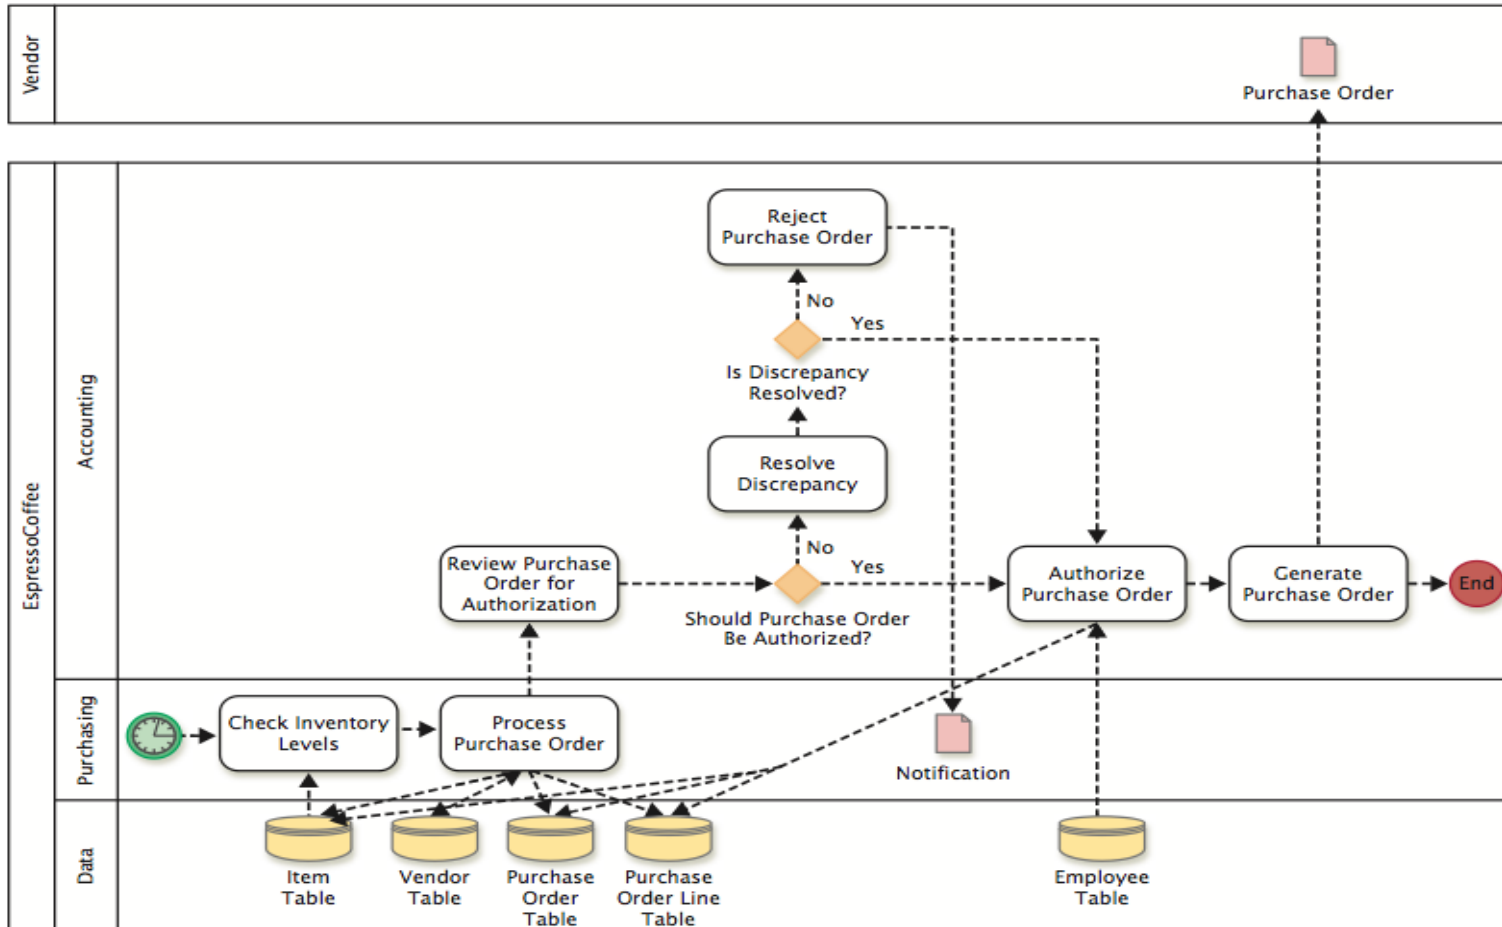 Vendor
Purchase Order
EspressoCoffee
Accounting
Reject
Purchase Order
No
Yes
Is Discrepancy
Resolved?
Resolve
Discrepancy
No
Yes
Review Purchase
Order for
Authorization
Should Purchase Order
Be Authorized?
Authorize
Purchase Order
Generate
Purchase Order
End
Purchasing
Check Inventory
Levels
Process
Purchase Order
Notification
Data
Item
Table
Vendor
Table
Purchase
Order
Table
Purchase
Order Line
Table
Employee
Table